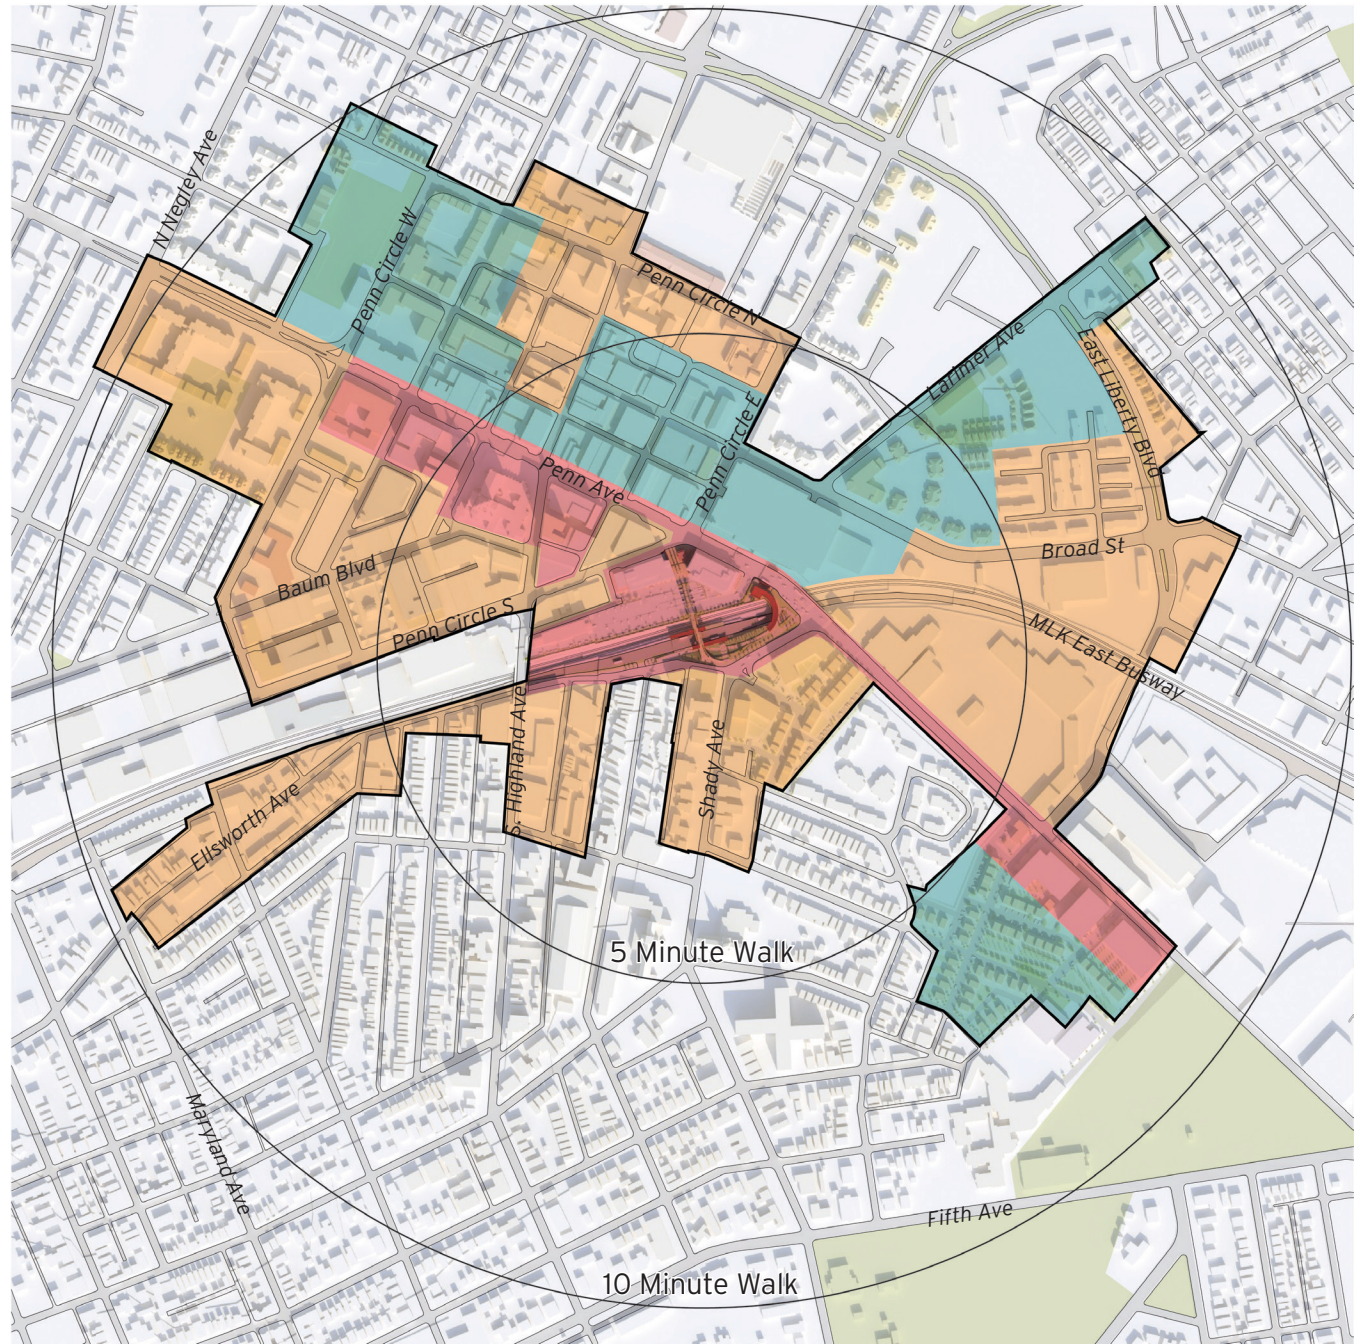 N Negley Ave
Penn Circle W
Penn Circle N
Larimer Ave
East Liberty Blvd
Penn Circle E
Penn Ave
Broad St
Baum Blvd
Penn Circle S
MLK East Busway
S. Highland Ave
Shady Ave
Ellsworth Ave
5 Minute Walk
Maryland Ave
Fifth Ave
10 Minute Walk